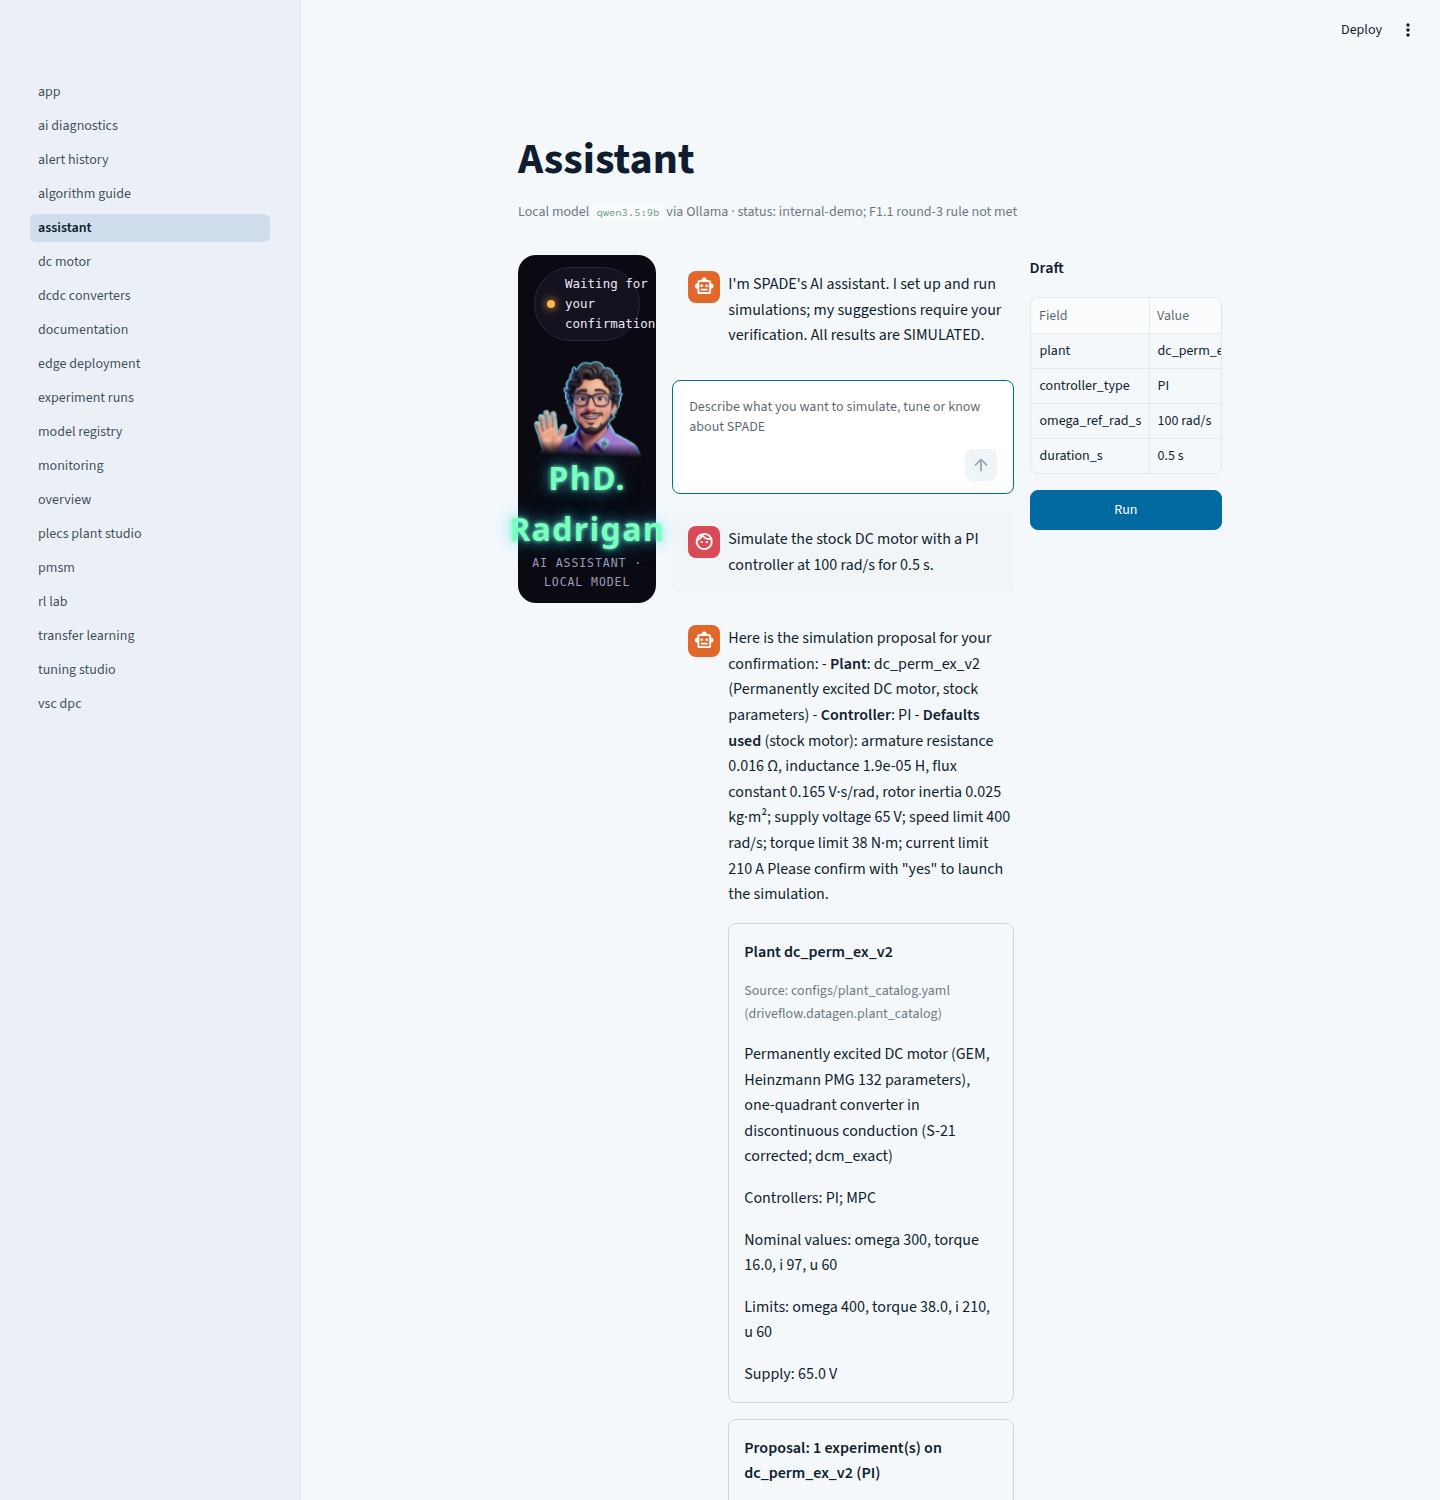 Deploy
app
ai diagnostics
alert history
algorithm guide
assistant
dc motor
dcdc converters
documentation
edge deployment
experiment runs
model registry
monitoring
overview
plecs plant studio
pmsm
rl lab
transfer learning
tuning studio
vsc dpc
Assistant
Local model qwen3.5:9b via Ollama · status: internal-demo; F1.1 round-3 rule not met
Waiting for
your
confirmation
PhD.
Radrigan
AI ASSISTANT ·
LOCAL MODEL
I'm SPADE's AI assistant. I set up and run
simulations; my suggestions require your
verification. All results are SIMULATED.
Describe what you want to simulate, tune or know
about SPADE
Simulate the stock DC motor with a PI
controller at 100 rad/s for 0.5 s.
Here is the simulation proposal for your
confirmation: - Plant: dc_perm_ex_v2
(Permanently excited DC motor, stock
parameters) - Controller: PI - Defaults
used (stock motor): armature resistance
0.016 Ω, inductance 1.9e-05 H, flux
constant 0.165 V·s/rad, rotor inertia 0.025
kg·m²; supply voltage 65 V; speed limit 400
rad/s; torque limit 38 N·m; current limit
210 A Please confirm with "yes" to launch
the simulation.
Plant dc_perm_ex_v2
Source: configs/plant_catalog.yaml
(driveflow.datagen.plant_catalog)
Permanently excited DC motor (GEM,
Heinzmann PMG 132 parameters),
one-quadrant converter in
discontinuous conduction (S-21
corrected; dcm_exact)
Controllers: PI; MPC
Nominal values: omega 300, torque
16.0, i 97, u 60
Limits: omega 400, torque 38.0, i 210,
u 60
Supply: 65.0 V
Proposal: 1 experiment(s) on
dc_perm_ex_v2 (PI)
Draft
Field Value
plant dc_perm_e
controller_type PI
omega_ref_rad_s 100 rad/s
duration_s 0.5 s
Run